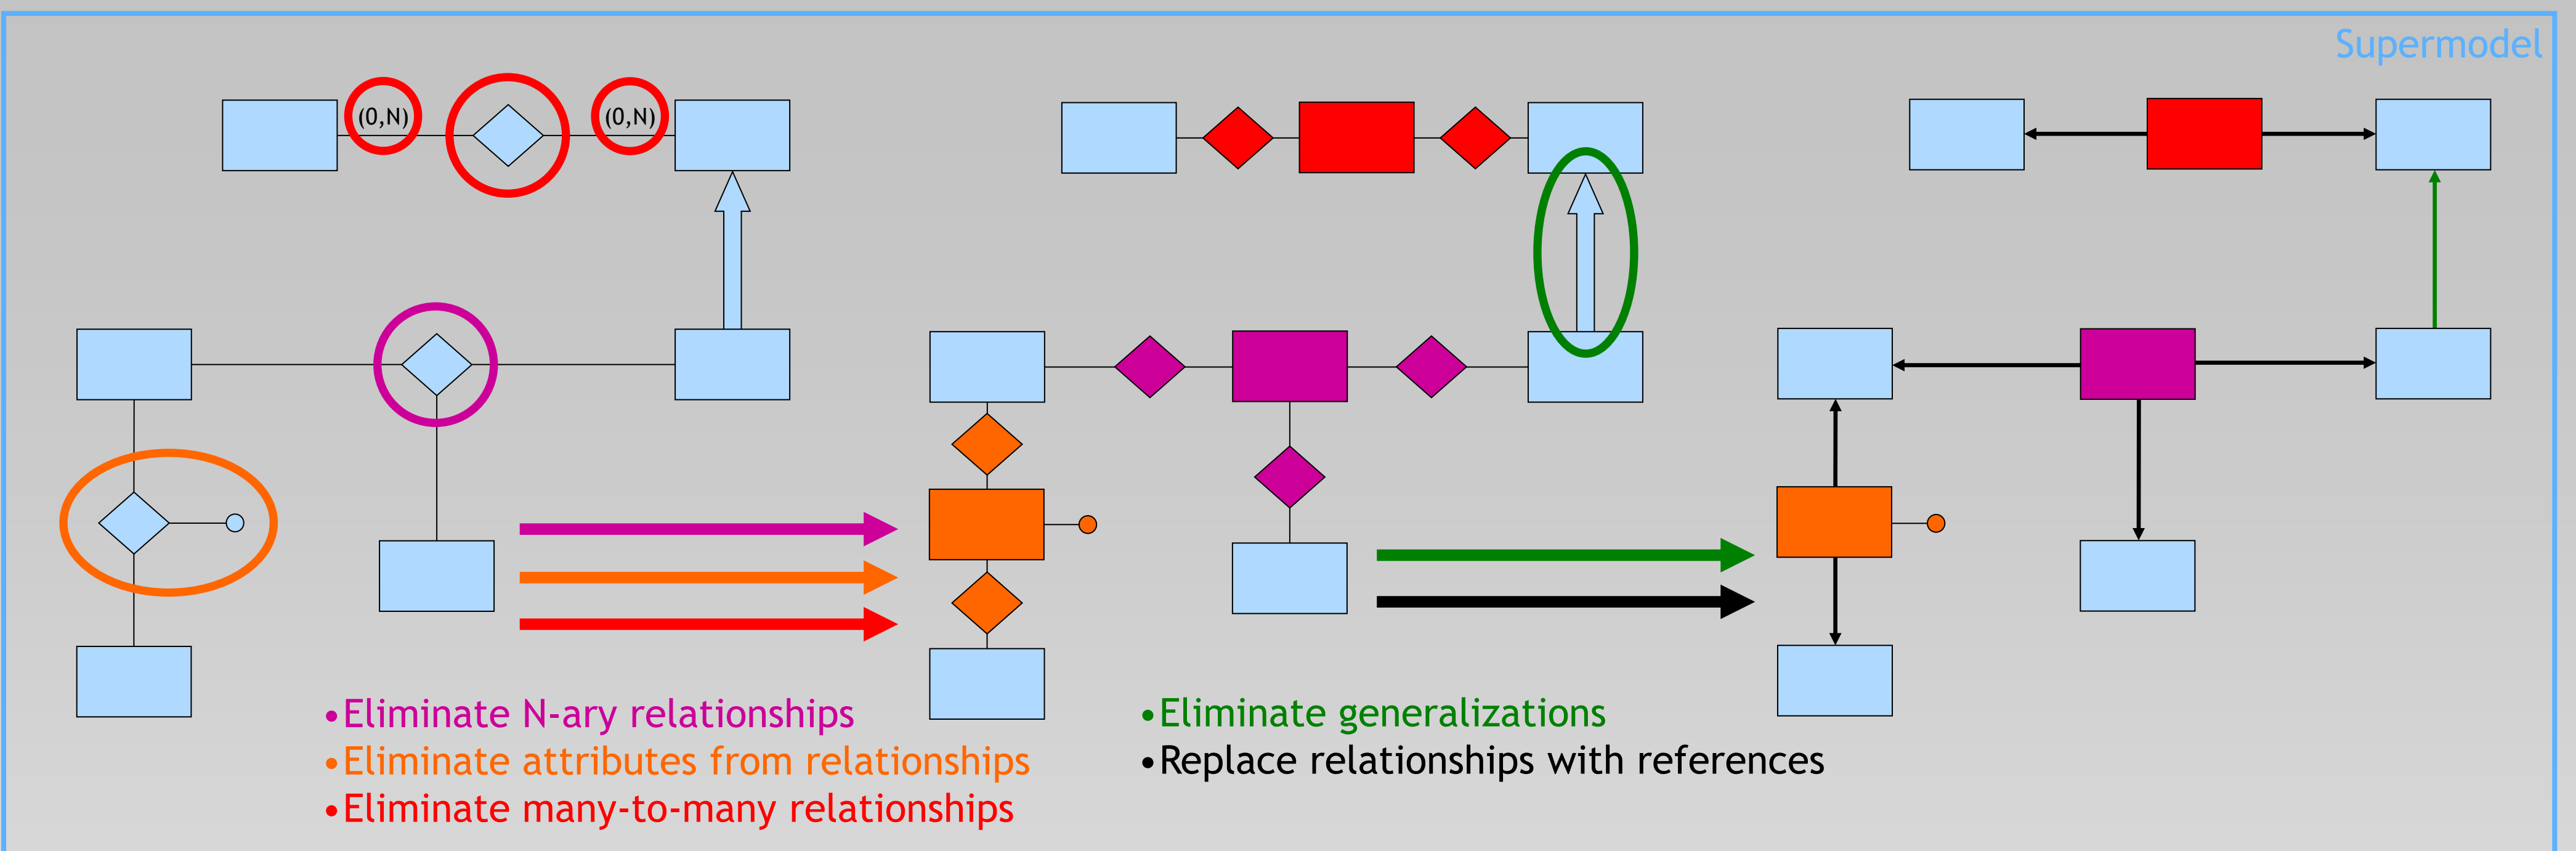 Supermodel
(0,N)
(0,N)
•Eliminate N-ary relationships
•Eliminate attributes from relationships
•Eliminate many-to-many relationships
•Eliminate generalizations
•Replace relationships with references